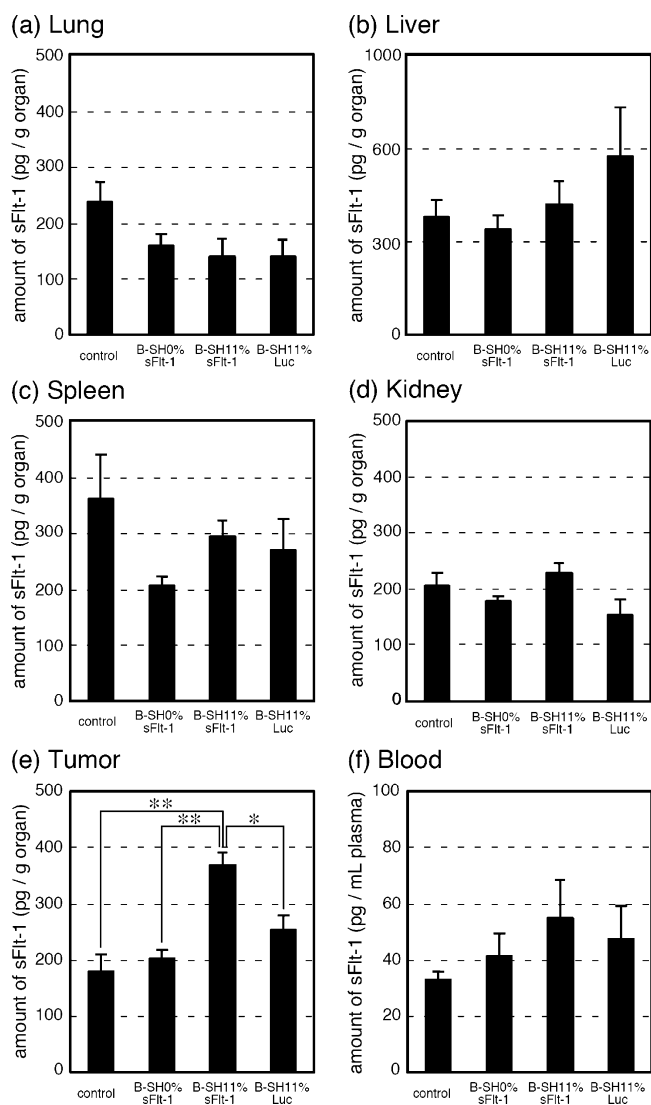 (a) Lung
amount of sFlt-1 (pg / g organ)
500
400
300
200
100
0
control
B-SH0% sFlt-1
B-SH11% sFlt-1
B-SH11% Luc
(b) Liver
amount of sFlt-1 (pg / g organ)
1000
600
300
0
control
B-SH0% sFlt-1
B-SH11% sFlt-1
B-SH11% Luc
(c) Spleen
amount of sFlt-1 (pg / g organ)
500
400
300
200
100
0
control
B-SH0% sFlt-1
B-SH11% sFlt-1
B-SH11% Luc
(d) Kidney
amount of sFlt-1 (pg / g organ)
500
400
300
200
100
0
control
B-SH0% sFlt-1
B-SH11% sFlt-1
B-SH11% Luc
(e) Tumor
amount of sFlt-1 (pg / g organ)
500
400
300
200
100
0
**
**
*
control
B-SH0% sFlt-1
B-SH11% sFlt-1
B-SH11% Luc
(f) Blood
amount of sFlt-1 (pg / mL plasma)
100
80
60
40
20
0
control
B-SH0% sFlt-1
B-SH11% sFlt-1
B-SH11% Luc